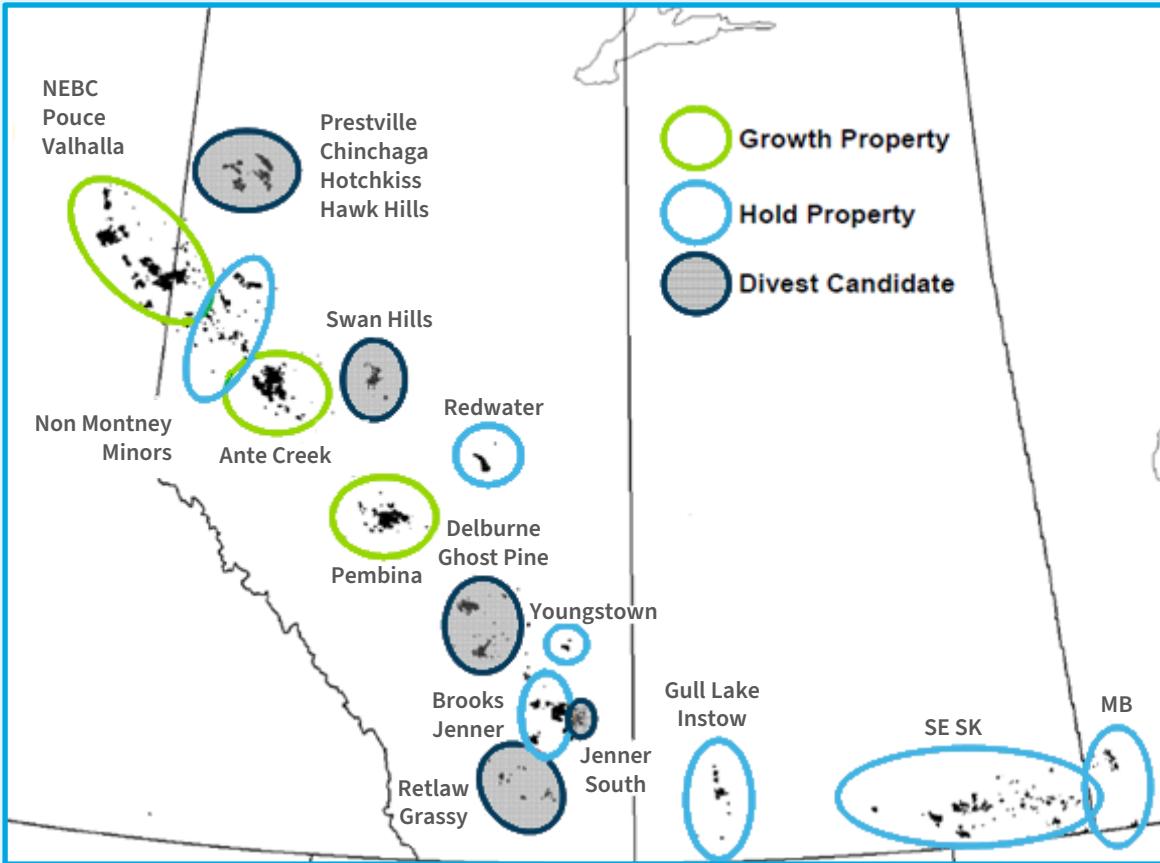 NEBC
Pouce
Valhalla
Prestville
Chinchaga
Hotchkiss
Hawk Hills
Growth Property
Hold Property
Divest Candidate
Swan Hills
Non Montney
Minors
Ante Creek
Redwater
Pembina
Delburne
Ghost Pine
Youngstown
Brooks
Jenner
Jenner
South
Retlaw
Grassy
Gull Lake
Instow
SE SK
MB